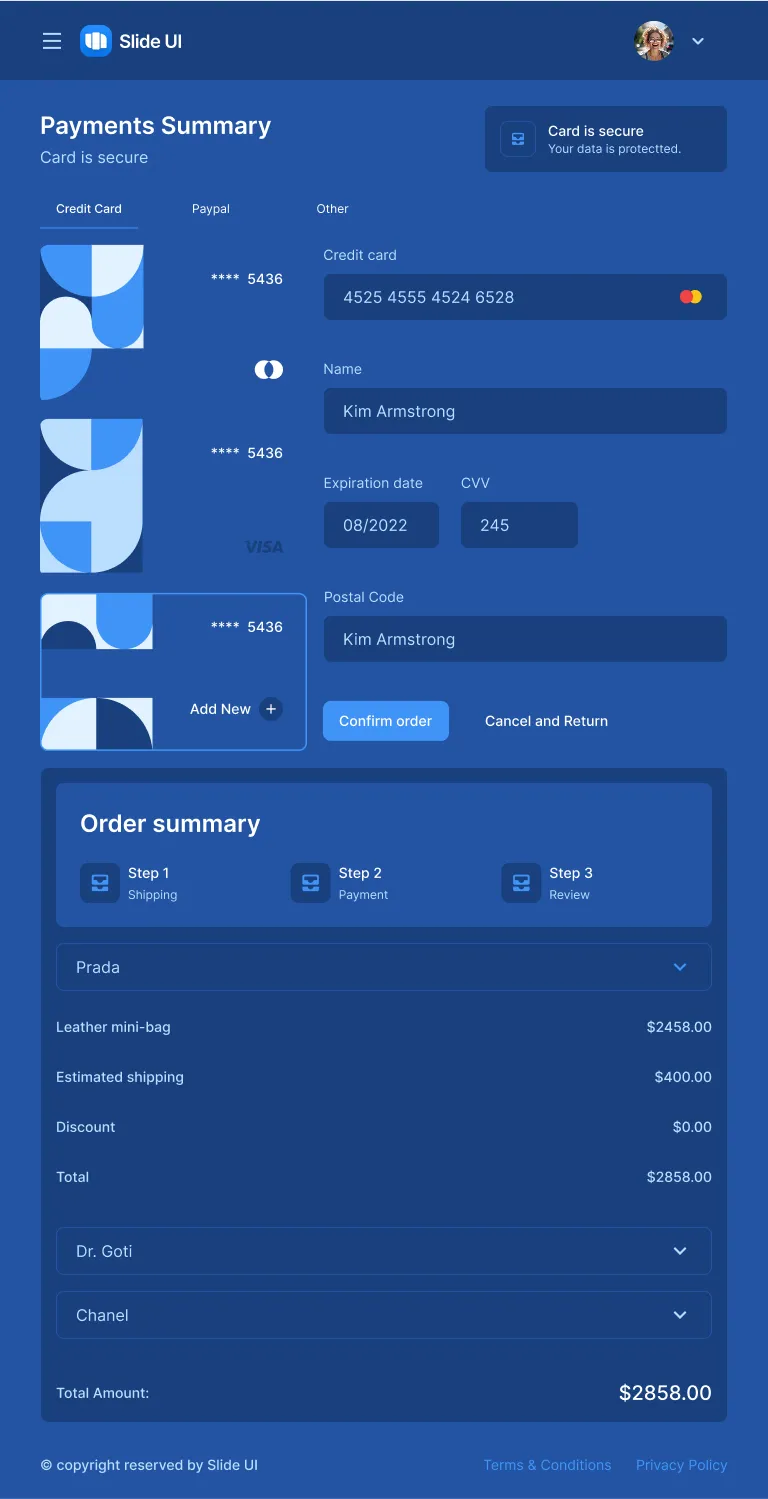 Slide UI
Payments Summary
Card is secure
Card is secure
Your data is protectted.
Credit Card
Paypal
Other
**** 5436
**** 5436
VISA
**** 5436
Add New
Credit card
4525 4555 4524 6528
Name
Kim Armstrong
Expiration date
CVV
08/2022
245
Postal Code
Kim Armstrong
Confirm order
Cancel and Return
Order summary
Step 1
Shipping
Step 2
Payment
Step 3
Review
Prada
Leather mini-bag $2458.00
Estimated shipping $400.00
Discount $0.00
Total $2858.00
Dr. Goti
Chanel
Total Amount: $2858.00
© copyright reserved by Slide UI
Terms & Conditions
Privacy Policy